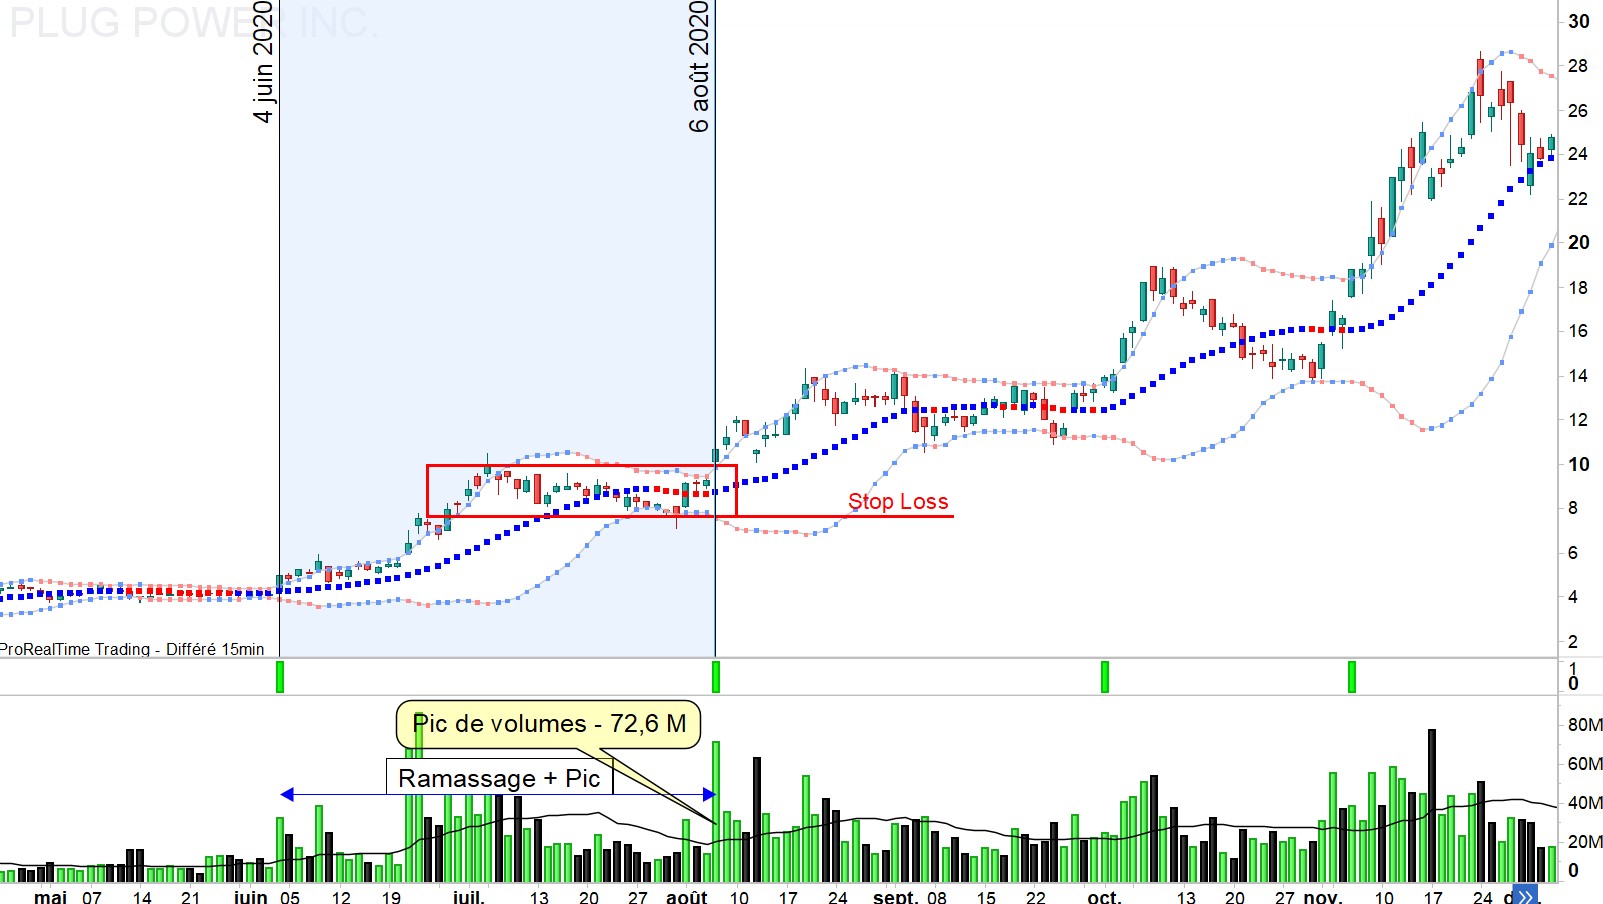 PLUG POWER INC.
4 juin 2020
6 août 2020
30
28
26
24
22
20
18
16
14
12
10
8
6
4
2
Stop Loss
ProRealTime Trading - Différé 15min
1
0
Pic de volumes - 72,6 M
Ramassage + Pic
80M
60M
40M
20M
0
mai 07 14 21 juin 05 12 19 juil. 13 20 27 août 10 17 24 sept. 08 15 22 oct. 13 20 27 nov. 10 17 24